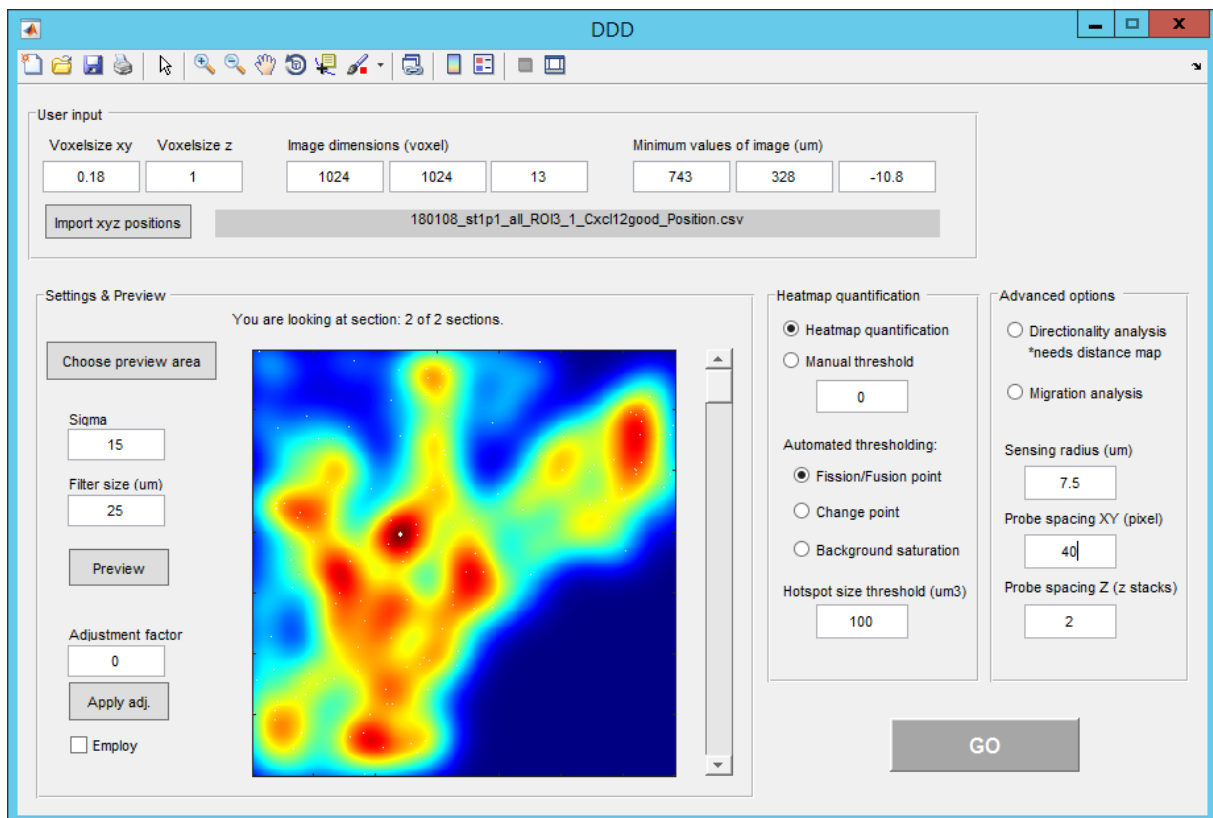 DDD
User input
Voxelsize xy Voxelsize z Image dimensions (voxel) Minimum values of image (um)
0.18 1 1024 1024 13 743 328 -10.8
Import xyz positions 180108_st1p1_all_ROI3_1_Cxcl12good_Position.csv
Settings & Preview
You are looking at section: 2 of 2 sections.
Choose preview area
Sigma
15
Filter size (um)
25
Preview
Adjustment factor
0
Apply adj.
Employ
Heatmap quantification
Heatmap quantification
Manual threshold
0
Automated thresholding:
Fission/Fusion point
Change point
Background saturation
Hotspot size threshold (um3)
100
Advanced options
Directionality analysis
*needs distance map
Migration analysis
Sensing radius (um)
7.5
Probe spacing XY (pixel)
40
Probe spacing Z (z stacks)
2
GO